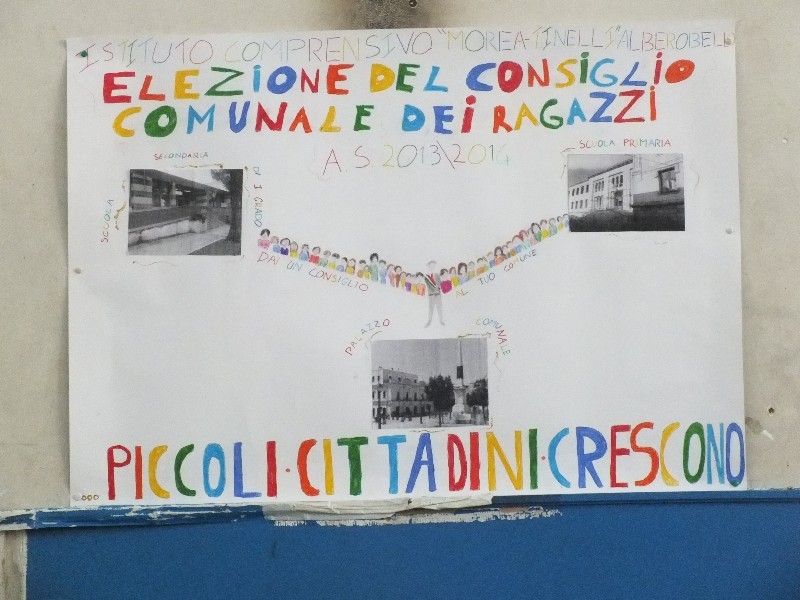 ISTITUTO COMPRENSIVO "MOREA-TINELLI" ALBEROBELL
ELEZIONE DEL CONSIGLIO
COMUNALE DEI RAGAZZI
A.S. 2013\2014
SCUOLA SECONDARIA DI I GRADO
SCUOLA PRIMARIA
DAI UN CONSIGLIO AL TUO COMUNE
PALAZZO COMUNALE
PICCOLI·CITTADINI·CRESCONO